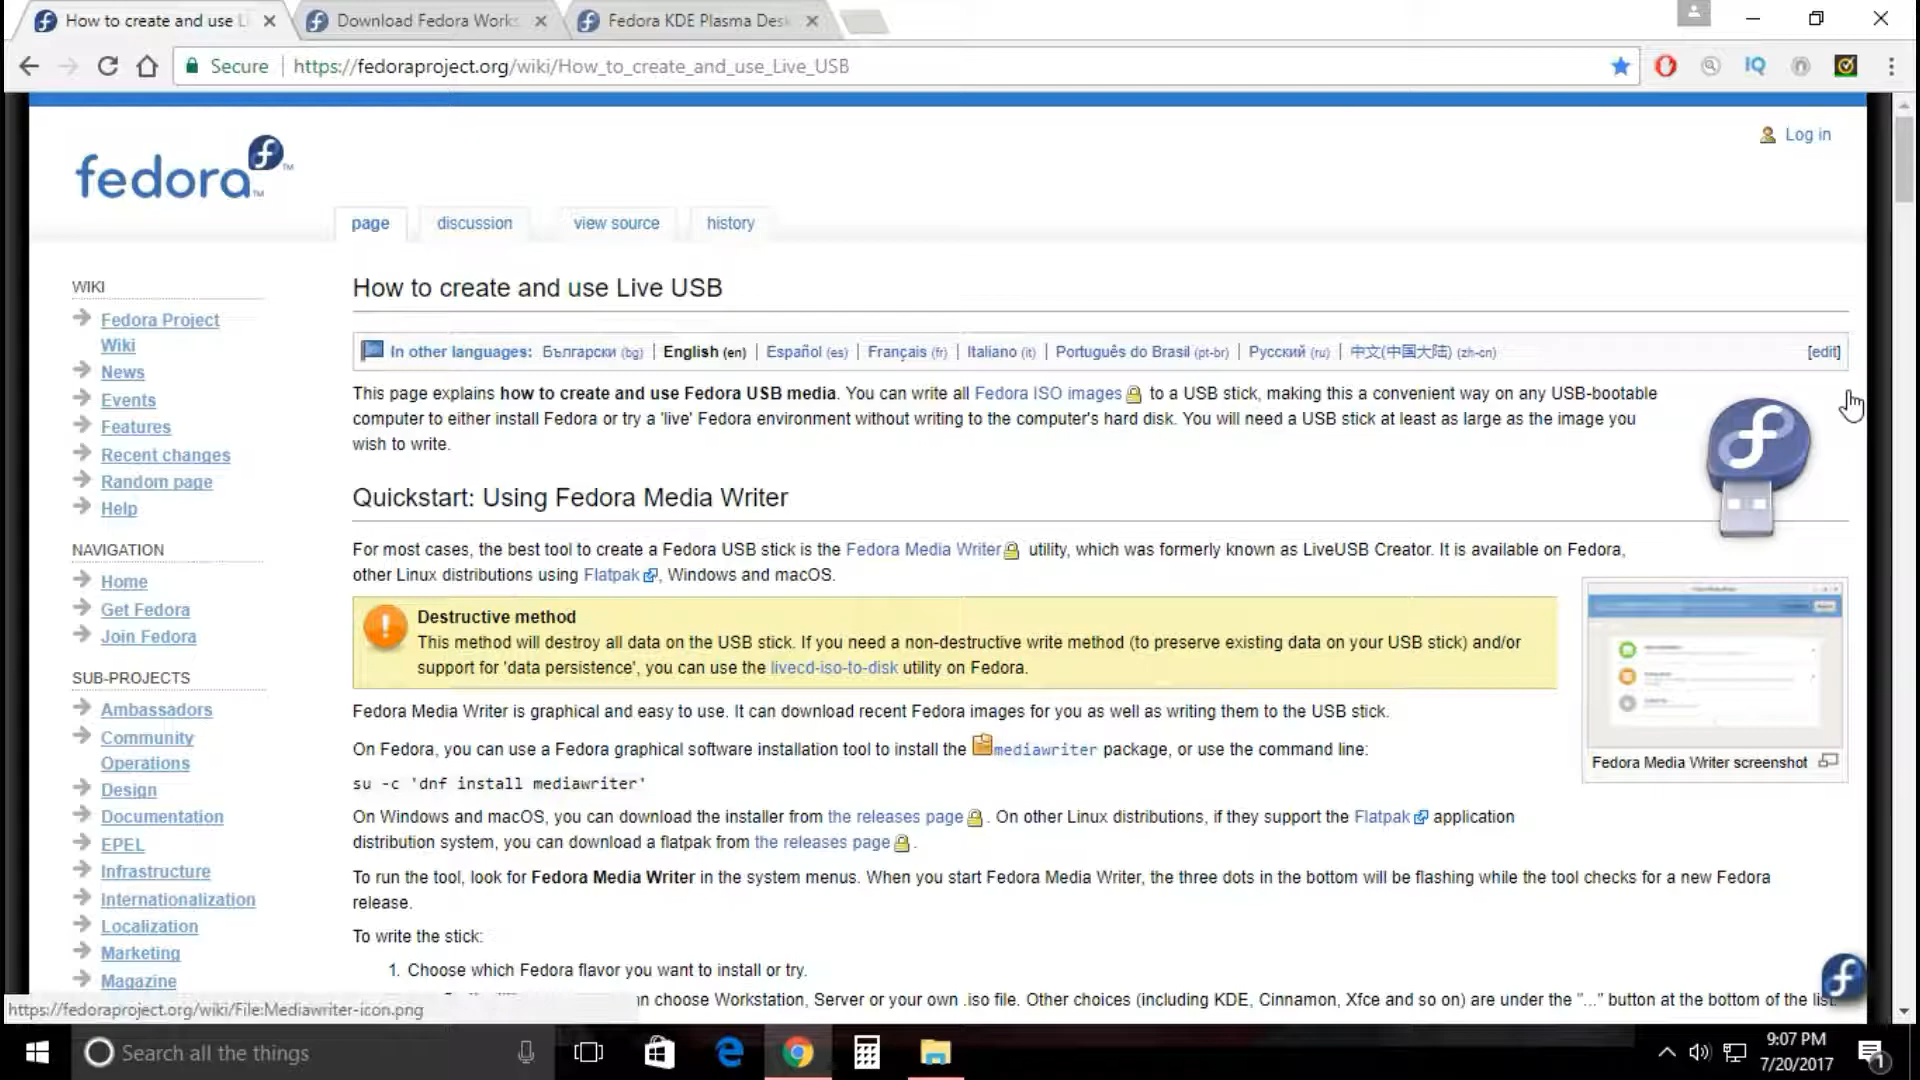 How to create and use Li
Download Fedora Works
Fedora KDE Plasma Desk
Secure
https://fedoraproject.org/wiki/How_to_create_and_use_Live_USB
IQ
fedora
TM
TM
Log in
page
discussion
view source
history
WIKI
Fedora Project
Wiki
News
Events
Features
Recent changes
Random page
Help
NAVIGATION
Home
Get Fedora
Join Fedora
SUB-PROJECTS
Ambassadors
Community
Operations
Design
Documentation
EPEL
Infrastructure
Internationalization
Localization
Marketing
Magazine
How to create and use Live USB
In other languages: Български (bg) | English (en) | Español (es) | Français (fr) | Italiano (it) | Português do Brasil (pt-br) | Русский (ru) | 中文(中国大陆) (zh-cn)
[edit]
This page explains how to create and use Fedora USB media. You can write all Fedora ISO images to a USB stick, making this a convenient way on any USB-bootable
computer to either install Fedora or try a 'live' Fedora environment without writing to the computer's hard disk. You will need a USB stick at least as large as the image you
wish to write.
Quickstart: Using Fedora Media Writer
For most cases, the best tool to create a Fedora USB stick is the Fedora Media Writer utility, which was formerly known as LiveUSB Creator. It is available on Fedora,
other Linux distributions using Flatpak, Windows and macOS.
Destructive method
This method will destroy all data on the USB stick. If you need a non-destructive write method (to preserve existing data on your USB stick) and/or
support for 'data persistence', you can use the livecd-iso-to-disk utility on Fedora.
Fedora Media Writer is graphical and easy to use. It can download recent Fedora images for you as well as writing them to the USB stick.
On Fedora, you can use a Fedora graphical software installation tool to install the mediawriter package, or use the command line:
su -c 'dnf install mediawriter'
Fedora Media Writer screenshot
On Windows and macOS, you can download the installer from the releases page. On other Linux distributions, if they support the Flatpak application
distribution system, you can download a flatpak from the releases page.
To run the tool, look for Fedora Media Writer in the system menus. When you start Fedora Media Writer, the three dots in the bottom will be flashing while the tool checks for a new Fedora
release.
To write the stick:
1. Choose which Fedora flavor you want to install or try.
choose Workstation, Server or your own .iso file. Other choices (including KDE, Cinnamon, Xfce and so on) are under the "..." button at the bottom of the list.
https://fedoraproject.org/wiki/File:Mediawriter-icon.png
Search all the things
9:07 PM
7/20/2017
1